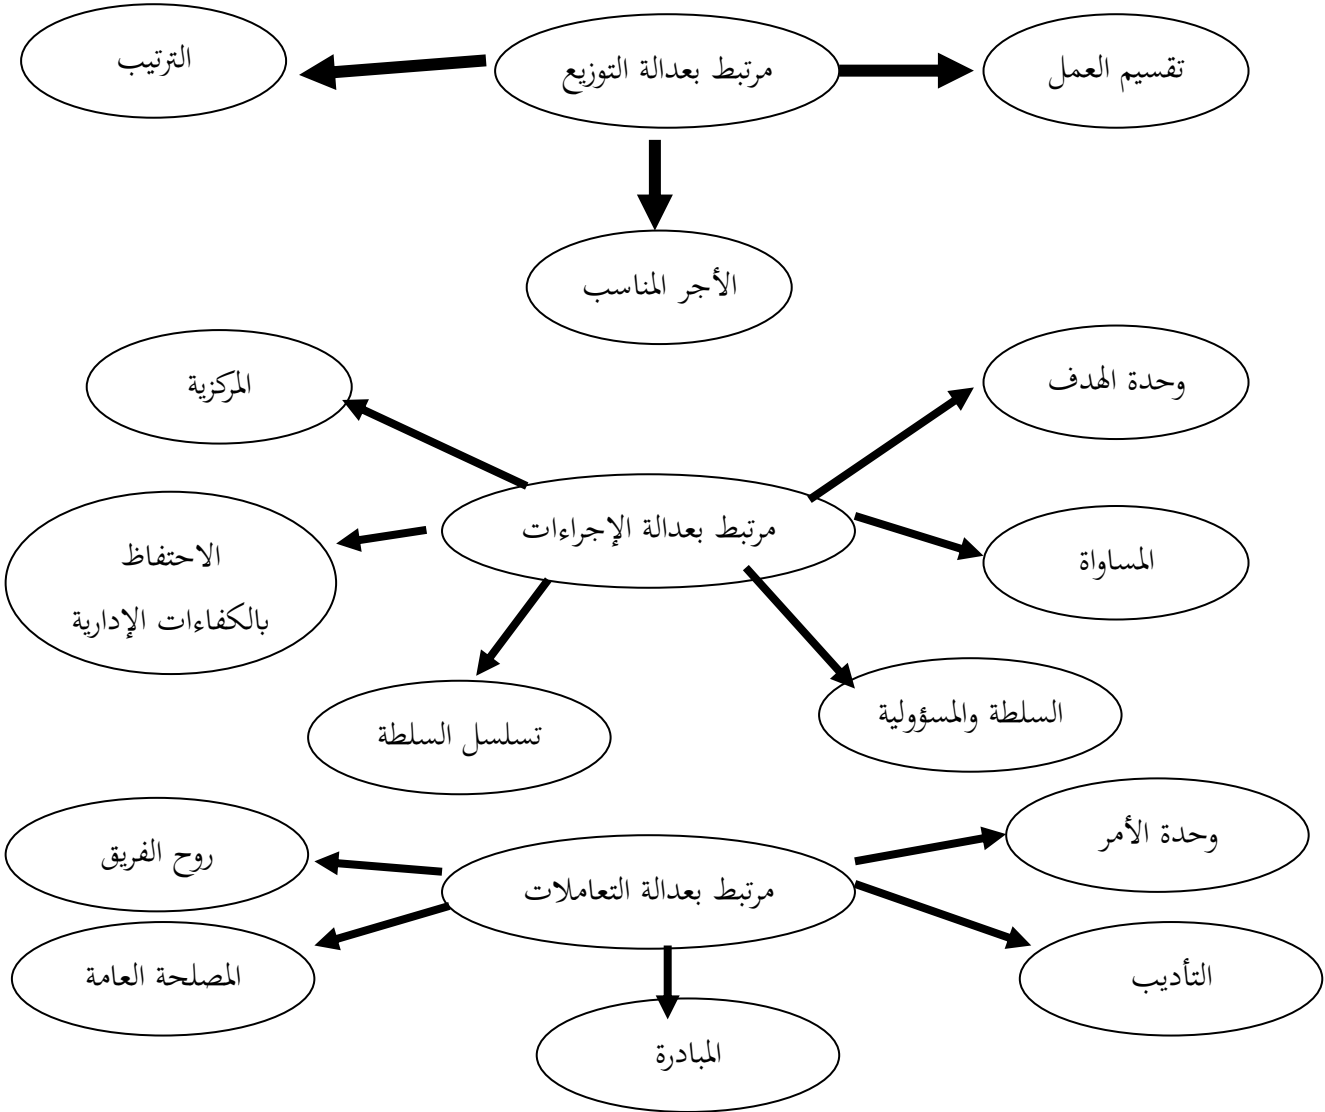 تقسيم العمل
مرتبط بعدالة التوزيع
الترتيب
الأجر المناسب
وحدة الهدف
المركزية
مرتبط بعدالة الإجراءات
المساواة
الاحتفاظ
بالكفاءات الإدارية
السلطة والمسؤولية
تسلسل السلطة
وحدة الأمر
روح الفريق
مرتبط بعدالة التعاملات
التأديب
المصلحة العامة
المبادرة